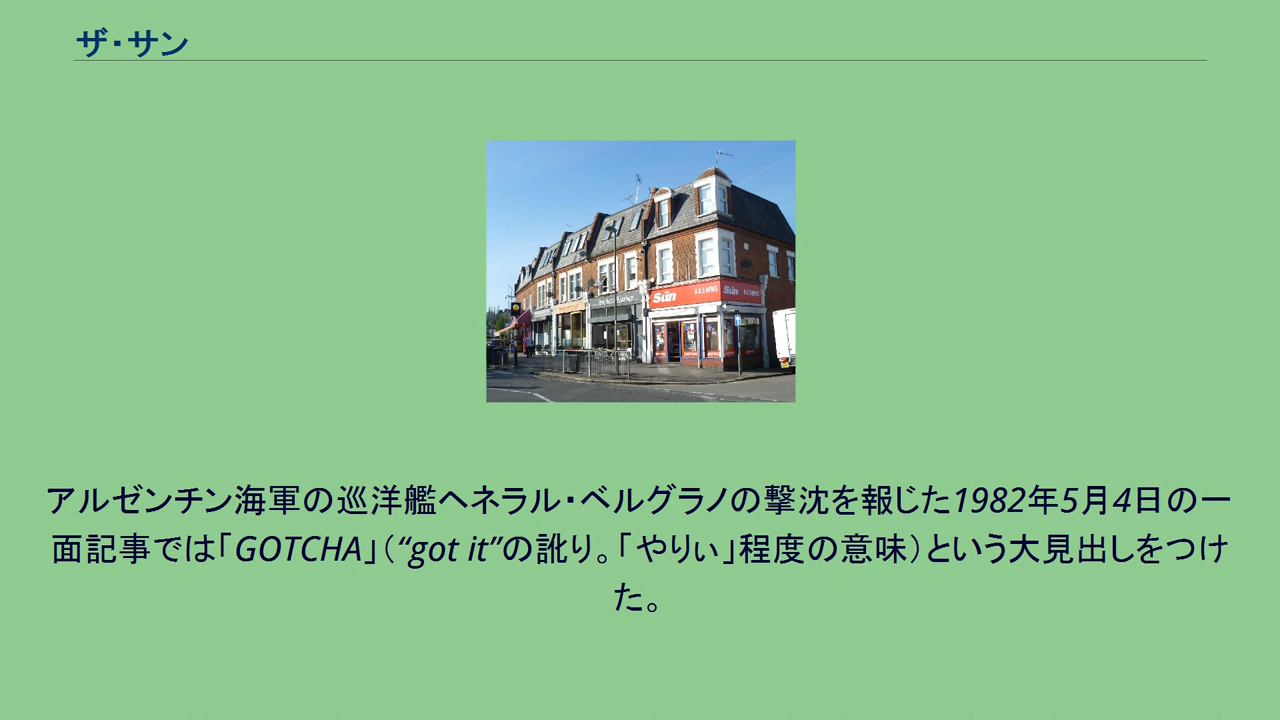 ザ・サン
Sün
アルゼンチン海軍の巡洋艦ヘネラル・ベルグラノの撃沈を報じた1982年5月4日の一
面記事では「GOTCHA」（“got it”の訛り。「やりぃ」程度の意味）という大見出しをつけ
た。